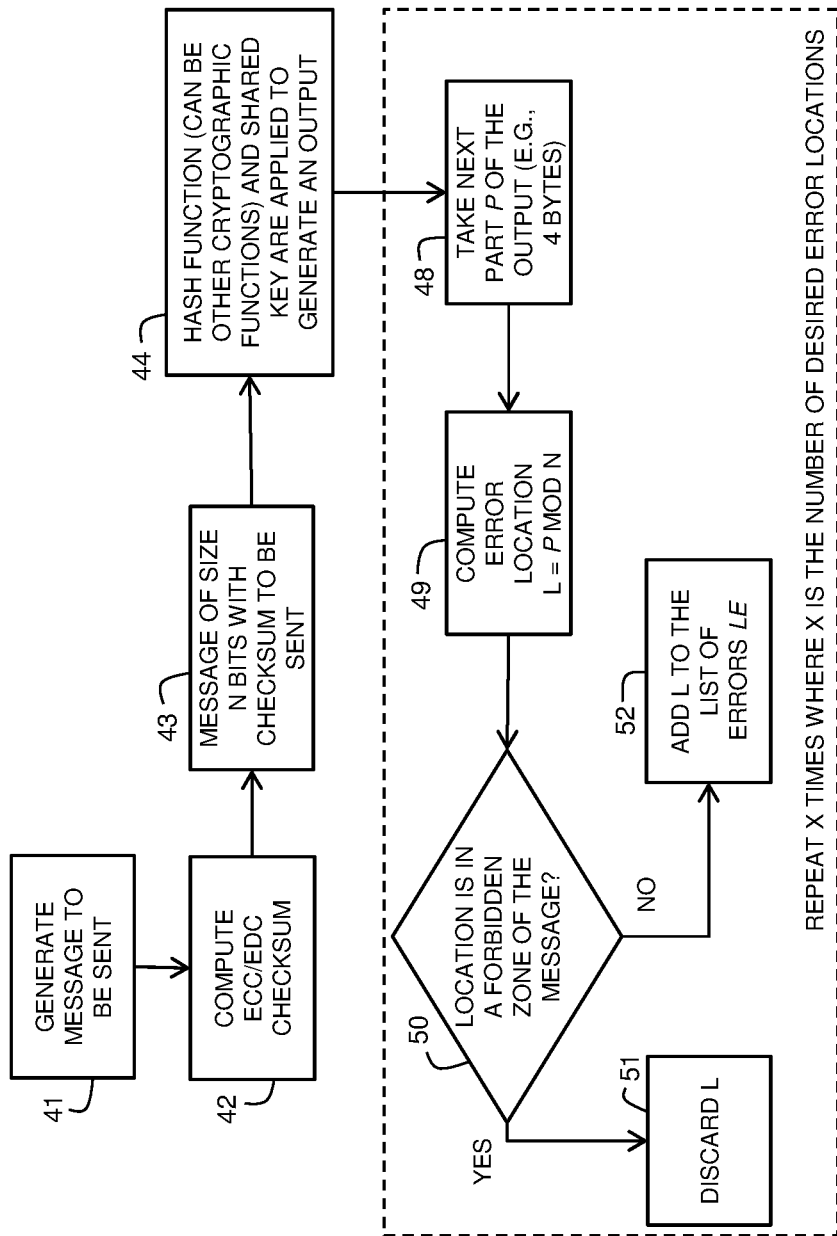 41
GENERATE
MESSAGE TO
BE SENT
42
COMPUTE
ECC/EDC
CHECKSUM
43
MESSAGE OF SIZE
N BITS WITH
CHECKSUM TO BE
SENT
44
HASH FUNCTION (CAN BE
OTHER CRYPTOGRAPHIC
FUNCTIONS) AND SHARED
KEY ARE APPLIED TO
GENERATE AN OUTPUT
48
TAKE NEXT
PART P OF THE
OUTPUT (E.G.,
4 BYTES)
49
COMPUTE
ERROR
LOCATION
L = P MOD N
50
LOCATION IS IN
A FORBIDDEN
ZONE OF THE
MESSAGE?
YES
51
DISCARD L
NO
52
ADD L TO THE
LIST OF
ERRORS LE
REPEAT X TIMES WHERE X IS THE NUMBER OF DESIRED ERROR LOCATIONS